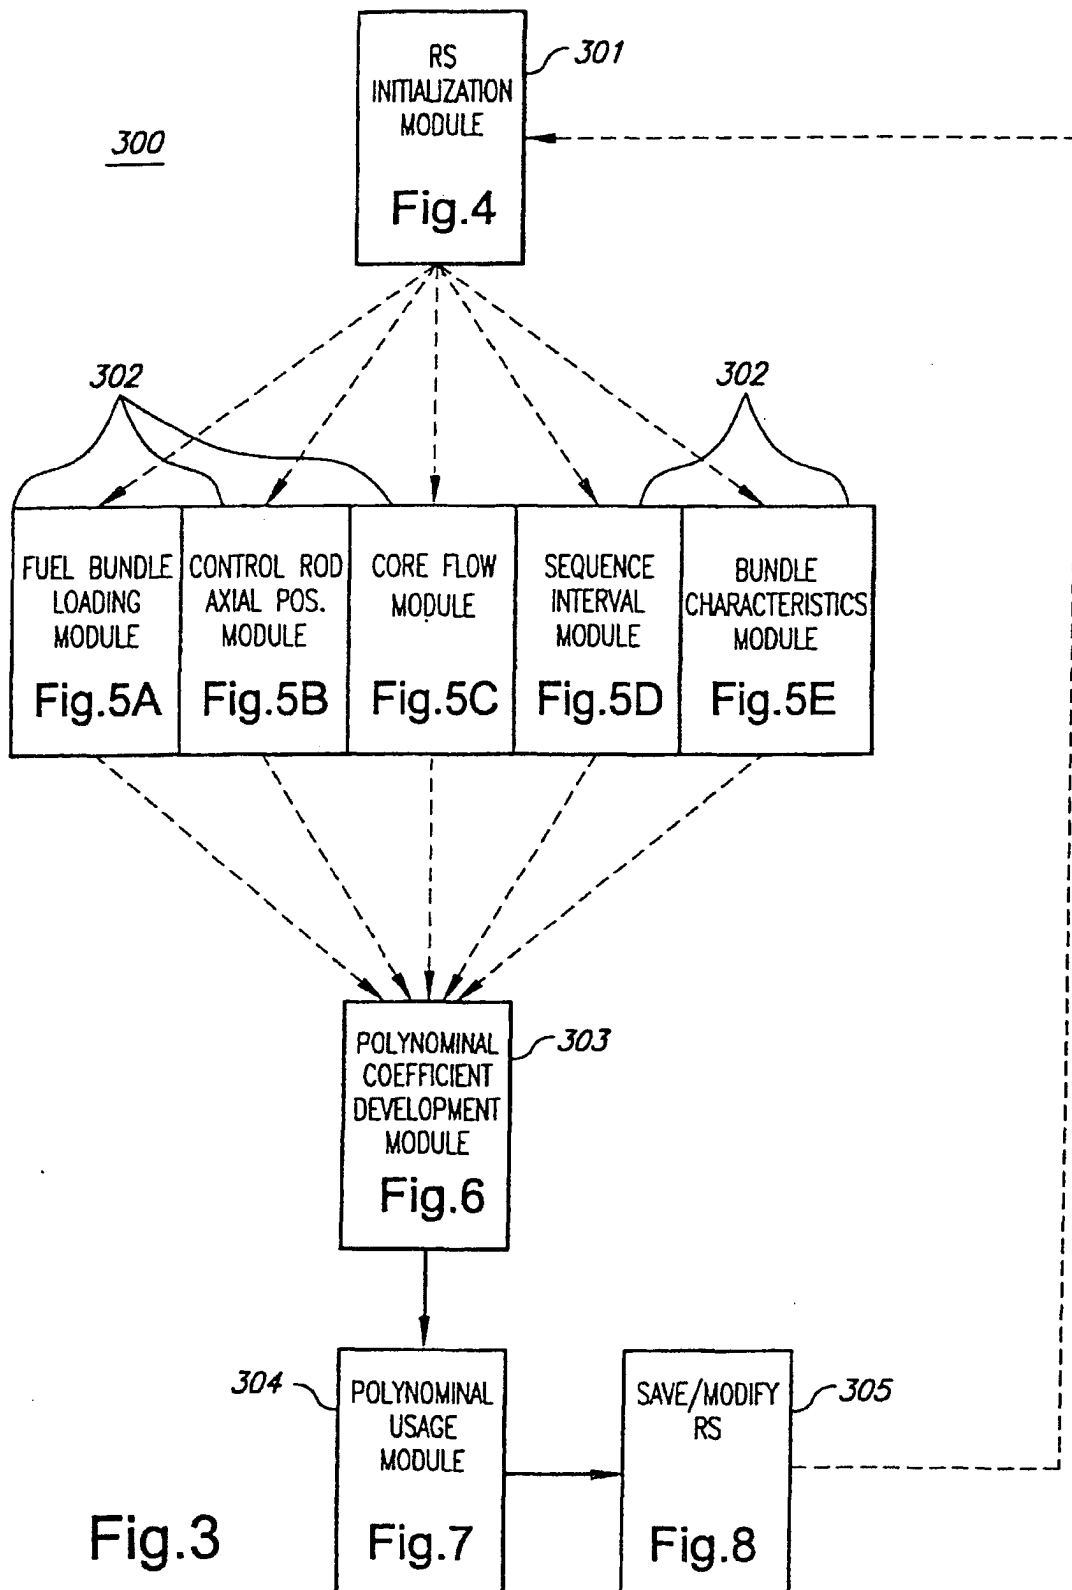 RS
INITIALIZATION
MODULE
Fig.4
301
300
302
302
FUEL BUNDLE
LOADING
MODULE
Fig.5A
CONTROL ROD
AXIAL POS.
MODULE
Fig.5B
CORE FLOW
MODULE
Fig.5C
SEQUENCE
INTERVAL
MODULE
Fig.5D
BUNDLE
CHARACTERISTICS
MODULE
Fig.5E
POLYNOMINAL
COEFFICIENT
DEVELOPMENT
MODULE
Fig.6
303
304
POLYNOMINAL
USAGE
MODULE
Fig.7
SAVE/MODIFY
RS
Fig.8
305
Fig.3